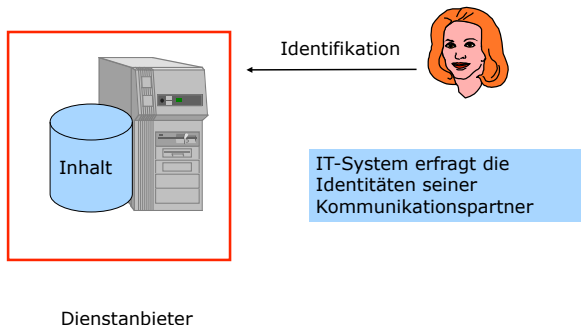 Identifikation
Inhalt
IT-System erfragt die
Identitäten seiner
Kommunikationspartner
Dienstanbieter